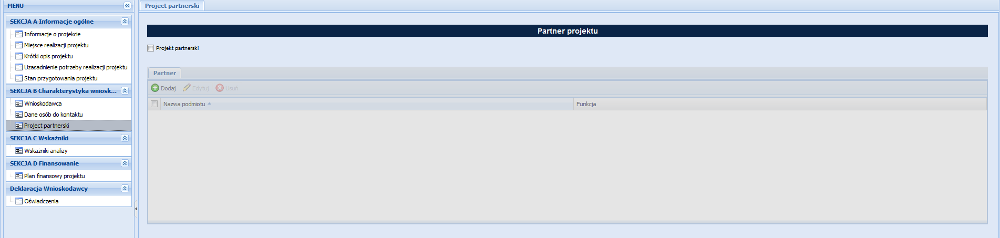 MENU
SEKCJA A Informacje ogólne
Informacje o projekcie
Miejsce realizacji projektu
Krótki opis projektu
Uzasadnienie potrzeby realizacji projektu
Stan przygotowania projektu
SEKCJA B Charakterystyka wniosk...
Wnioskodawca
Dane osób do kontaktu
Project partnerski
SEKCJA C Wskaźniki
Wskaźniki analizy
SEKCJA D Finansowanie
Plan finansowy projektu
Deklaracja Wnioskodawcy
Oświadczenia
Project partnerski
Partner projektu
Projekt partnerski
Partner
Dodaj Edytuj Usuń
Nazwa podmiotu Funkcja